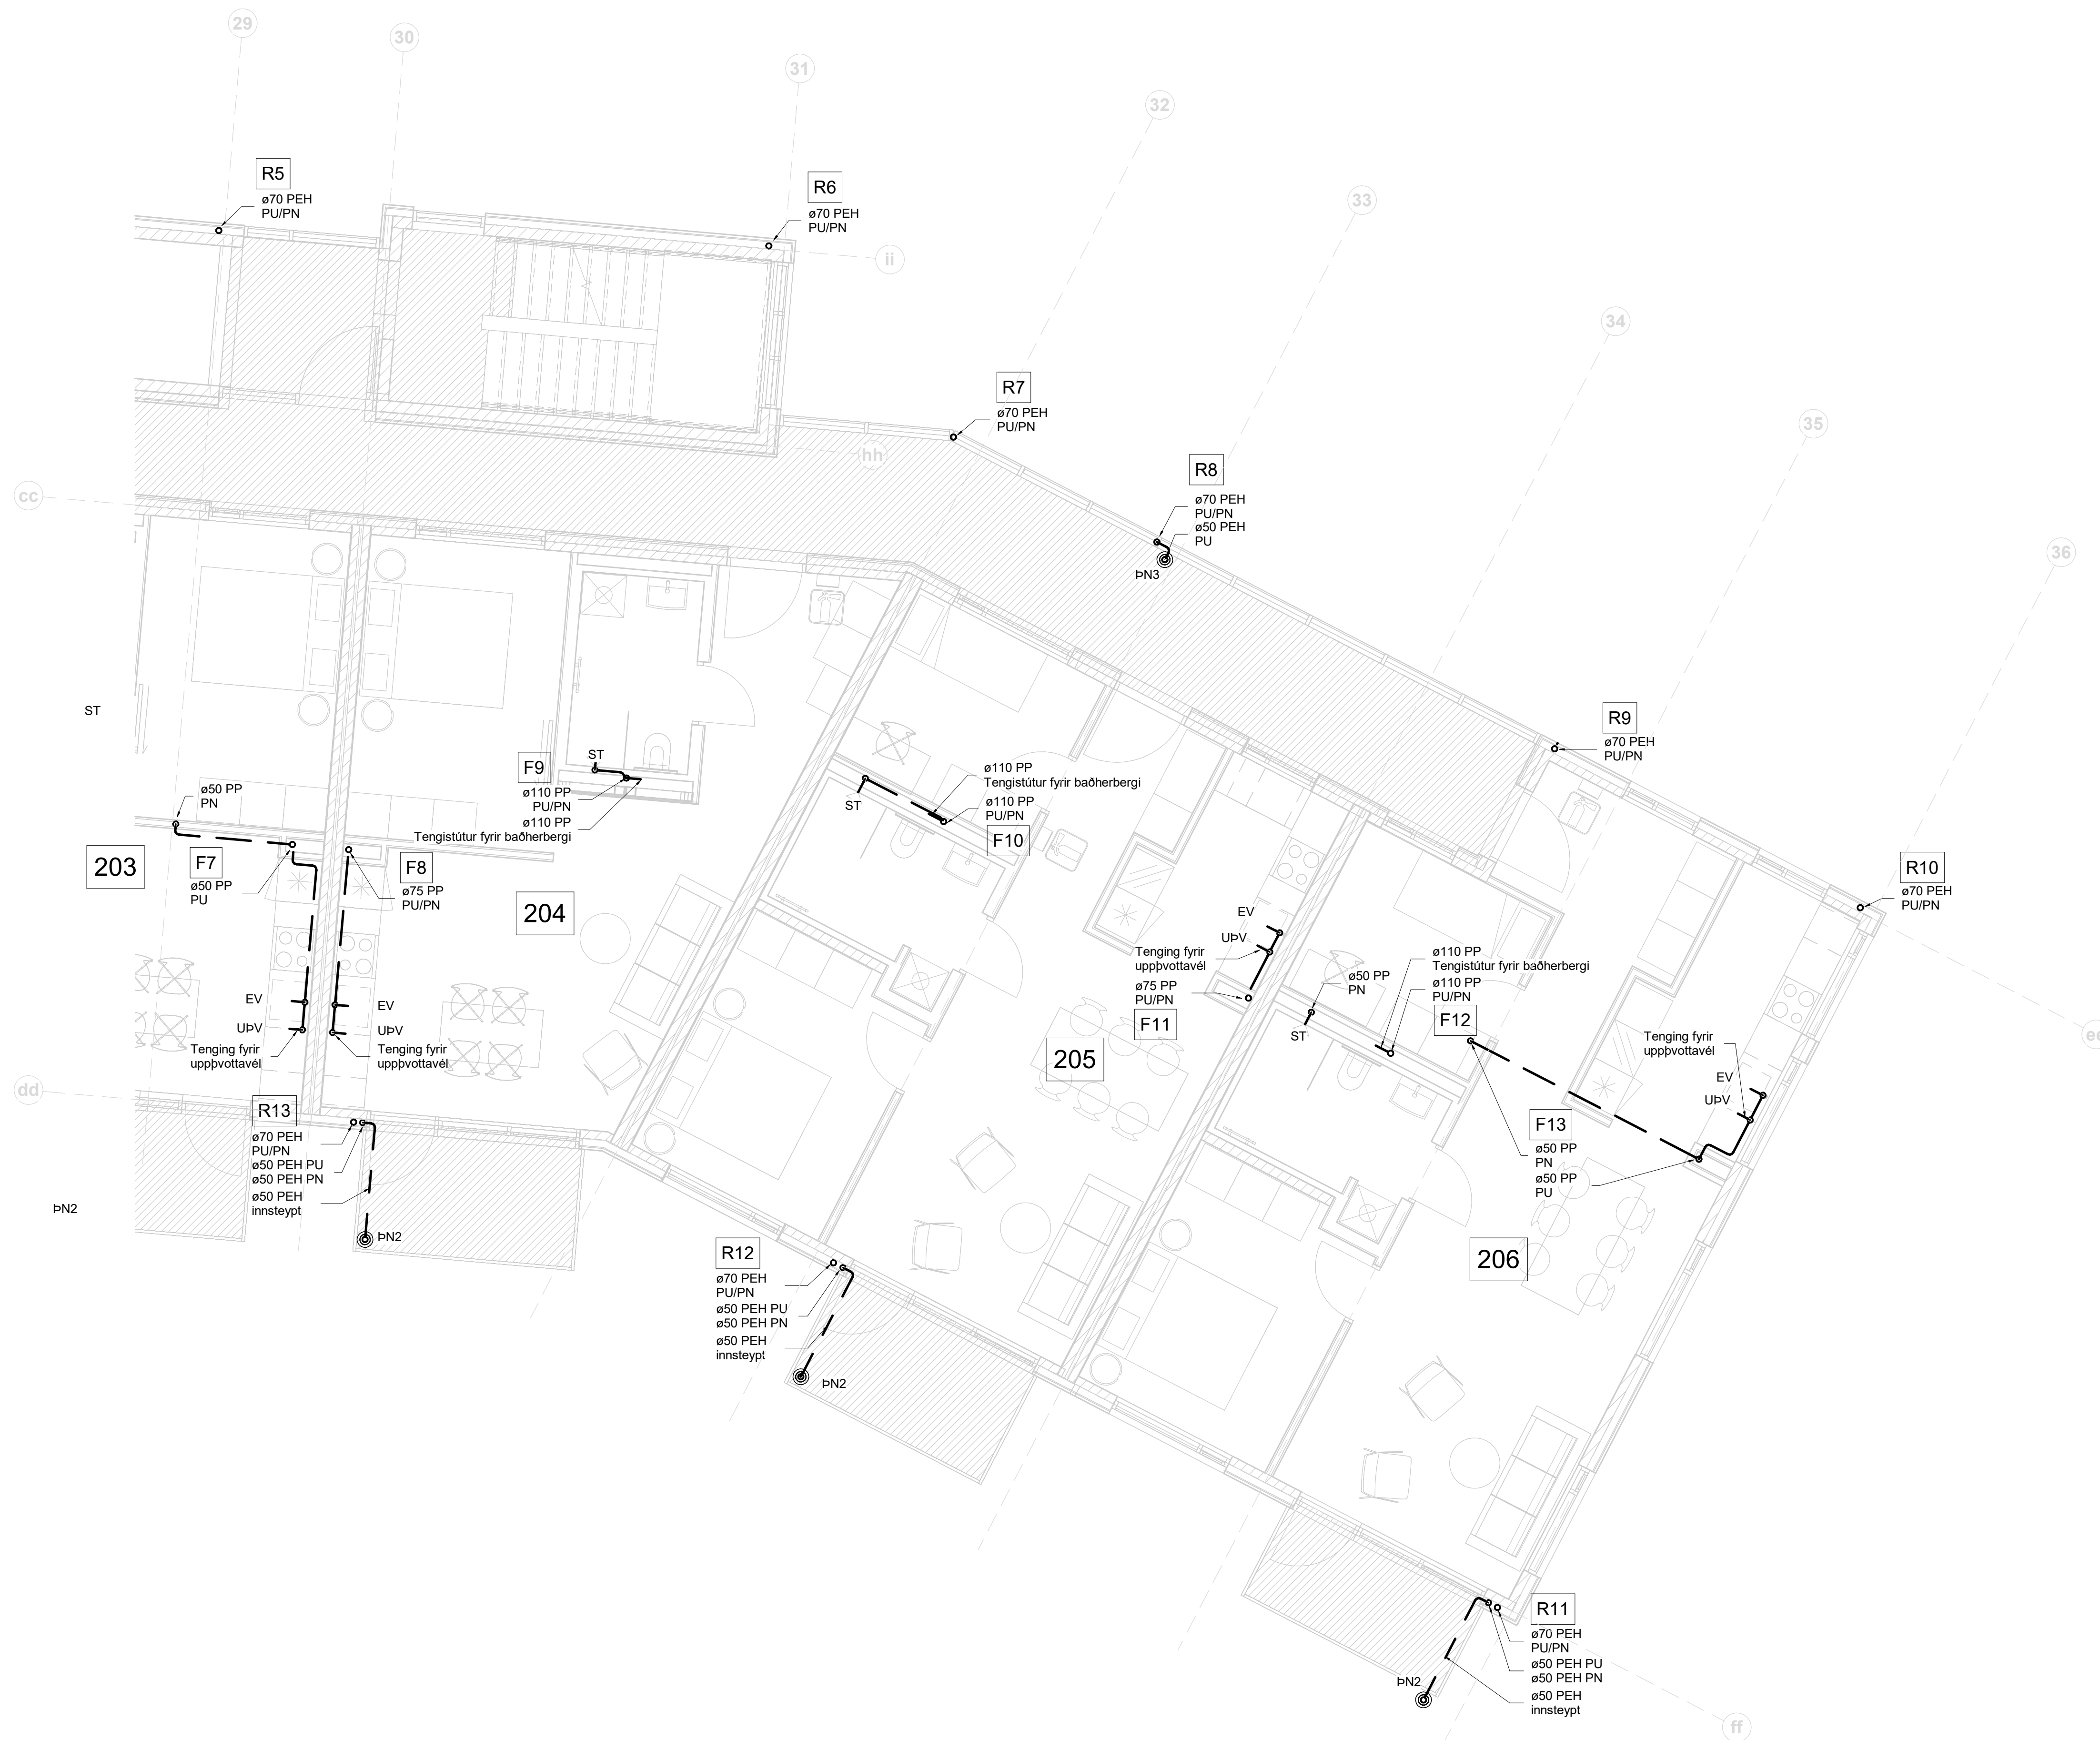 29
30
31
32
33
34
35
36
ii
hh
cc
dd
ee
ff
R5
ø70 PEH
PU/PN
R6
ø70 PEH
PU/PN
R7
ø70 PEH
PU/PN
R8
ø70 PEH
PU/PN
ø50 PEH
PU
ÞN3
R9
ø70 PEH
PU/PN
R10
ø70 PEH
PU/PN
ST
ø50 PP
PN
203
F7
ø50 PP
PU
F8
ø75 PP
PU/PN
EV
UÞV
Tenging fyrir
uppþvottavél
EV
UÞV
Tenging fyrir
uppþvottavél
204
F9
ST
ø110 PP
PU/PN
ø110 PP
Tengistútur fyrir baðherbergi
ST
ø110 PP
Tengistútur fyrir baðherbergi
ø110 PP
PU/PN
F10
EV
UÞV
Tenging fyrir
uppþvottavél
ø75 PP
PU/PN
F11
205
ø50 PP
PN
ST
ø110 PP
Tengistútur fyrir baðherbergi
ø110 PP
PU/PN
F12
Tenging fyrir
uppþvottavél
EV
UÞV
F13
ø50 PP
PN
ø50 PP
PU
206
R13
ø70 PEH
PU/PN
ø50 PEH PU
ø50 PEH PN
ø50 PEH
innsteypt
ÞN2
ÞN2
R12
ø70 PEH
PU/PN
ø50 PEH PU
ø50 PEH PN
ø50 PEH
innsteypt
ÞN2
R11
ø70 PEH
PU/PN
ø50 PEH PU
ø50 PEH PN
ø50 PEH
innsteypt
ÞN2